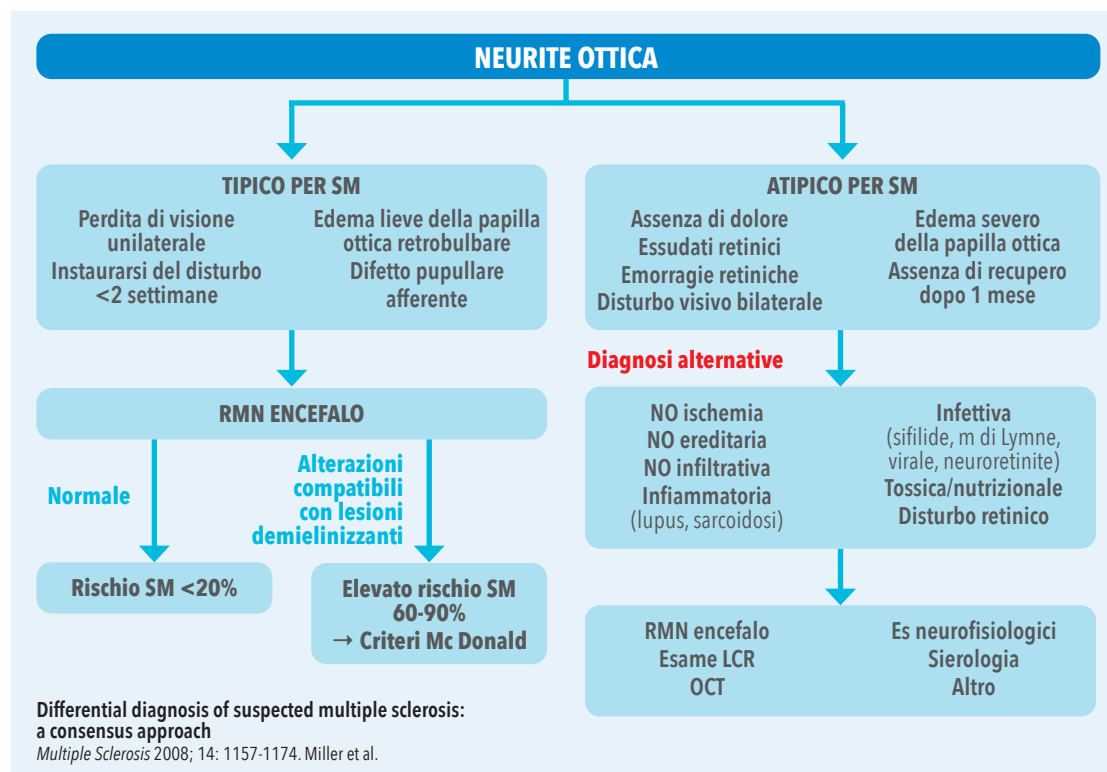 NEURITE OTTICA
TIPICO PER SM
Perdita di visione
unilaterale
Instaurarsi del disturbo
<2 settimane
Edema lieve della papilla
ottica retrobulbare
Difetto pupullare
afferente
ATIPICO PER SM
Assenza di dolore
Essudati retinici
Emorragie retiniche
Disturbo visivo bilaterale
Edema severo
della papilla ottica
Assenza di recupero
dopo 1 mese
RMN ENCEFALO
Normale
Alterazioni
compatibili
con lesioni
demielinizzanti
Rischio SM <20%
Elevato rischio SM
60-90%
→ Criteri Mc Donald
Diagnosi alternative
NO ischemia
NO ereditaria
NO infiltrativa
Infiammatoria
(lupus, sarcoidosi)
Infettiva
(sifilide, m di Lymne,
virale, neuroretinite)
Tossica/nutrizionale
Disturbo retinico
RMN encefalo
Esame LCR
OCT
Es neurofisiologici
Sierologia
Altro
Differential diagnosis of suspected multiple sclerosis:
a consensus approach
Multiple Sclerosis 2008; 14: 1157-1174. Miller et al.